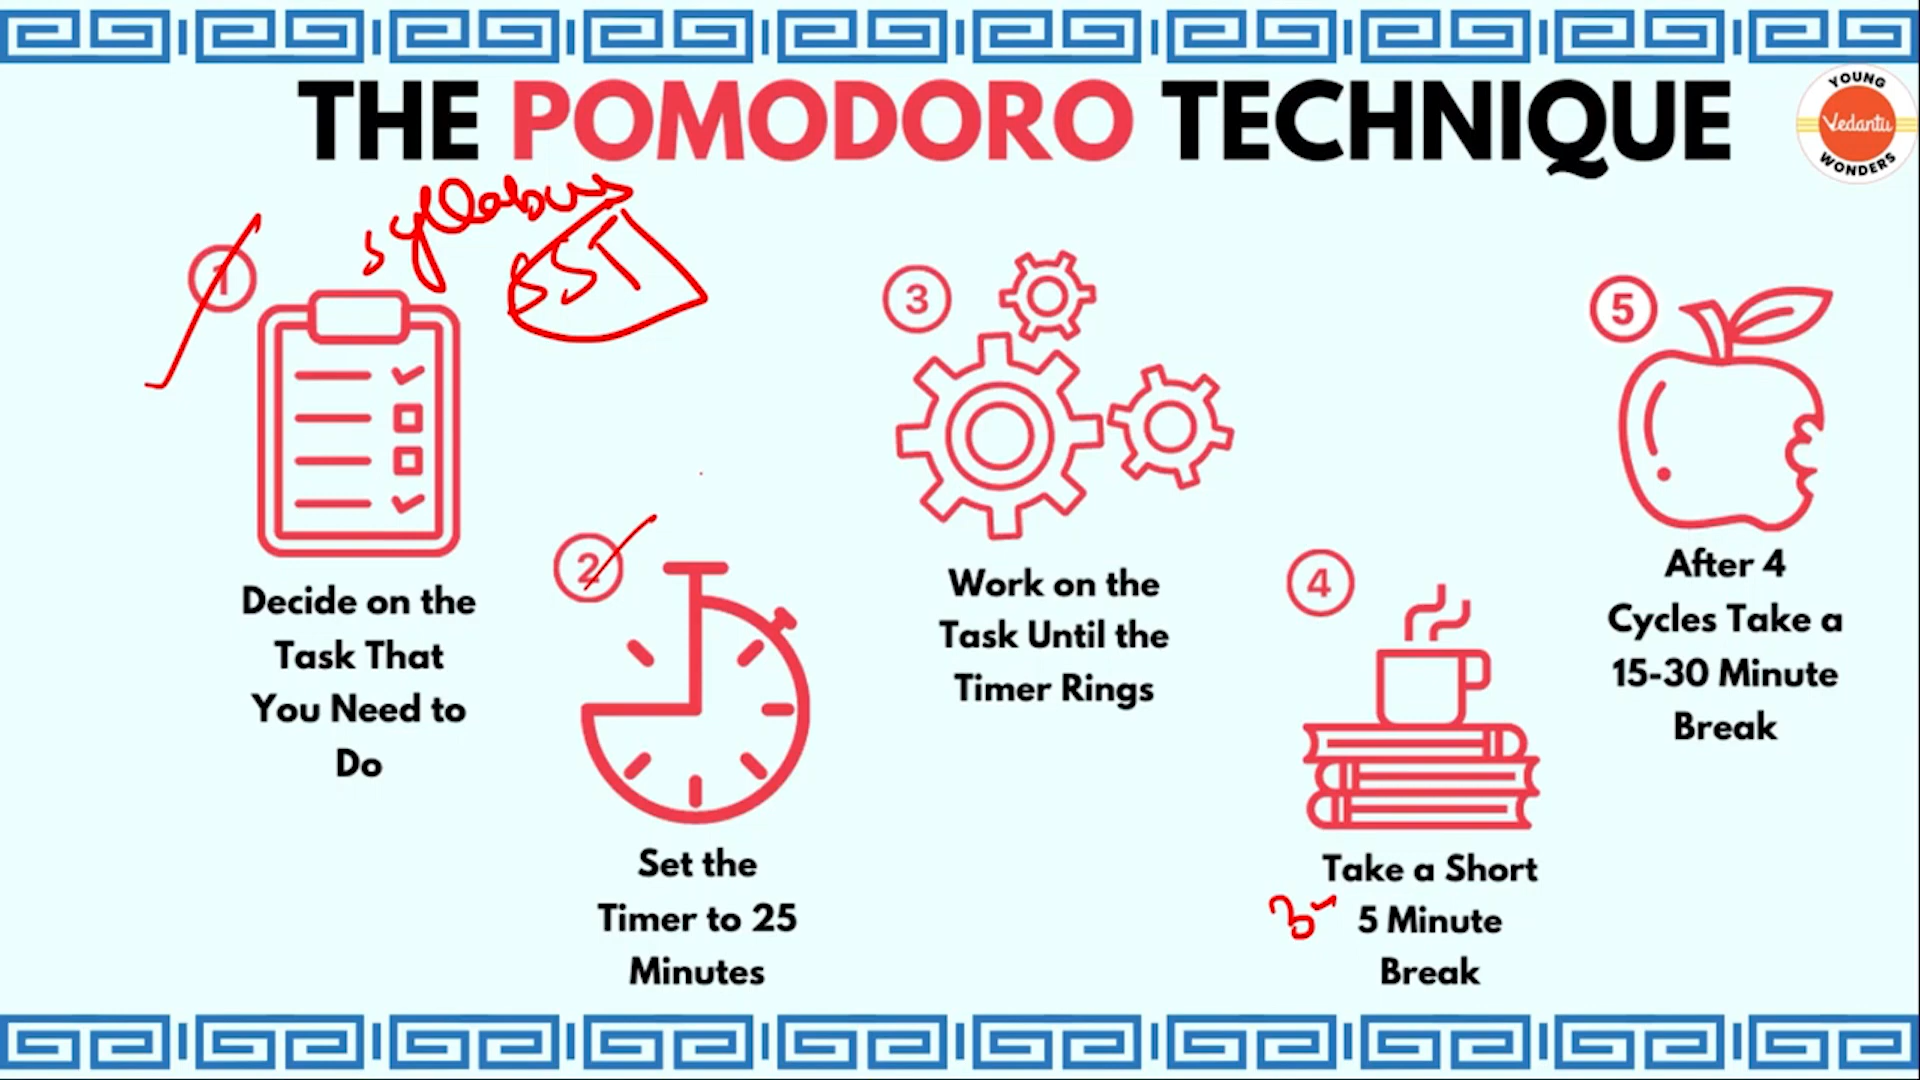 THE POMODORO TECHNIQUE
YOUNG
Vedantu
WONDERS
syllabus
SST
1
Decide on the
Task That
You Need to
Do
2
Set the
Timer to 25
Minutes
3
Work on the
Task Until the
Timer Rings
4
Take a Short
3- 5 Minute
Break
5
After 4
Cycles Take a
15-30 Minute
Break